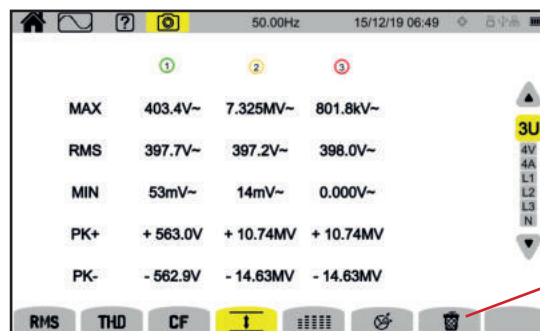 ? 50.00Hz 15/12/19 06:49
1 2 3
MAX 403.4V~ 7.325MV~ 801.8kV~
3U
RMS 397.7V~ 397.2V~ 398.0V~
4V
4A
L1
MIN 53mV~ 14mV~ 0.000V~
L2
L3
N
PK+ + 563.0V + 10.74MV + 10.74MV
PK- - 562.9V - 14.63MV - 14.63MV
RMS THD CF